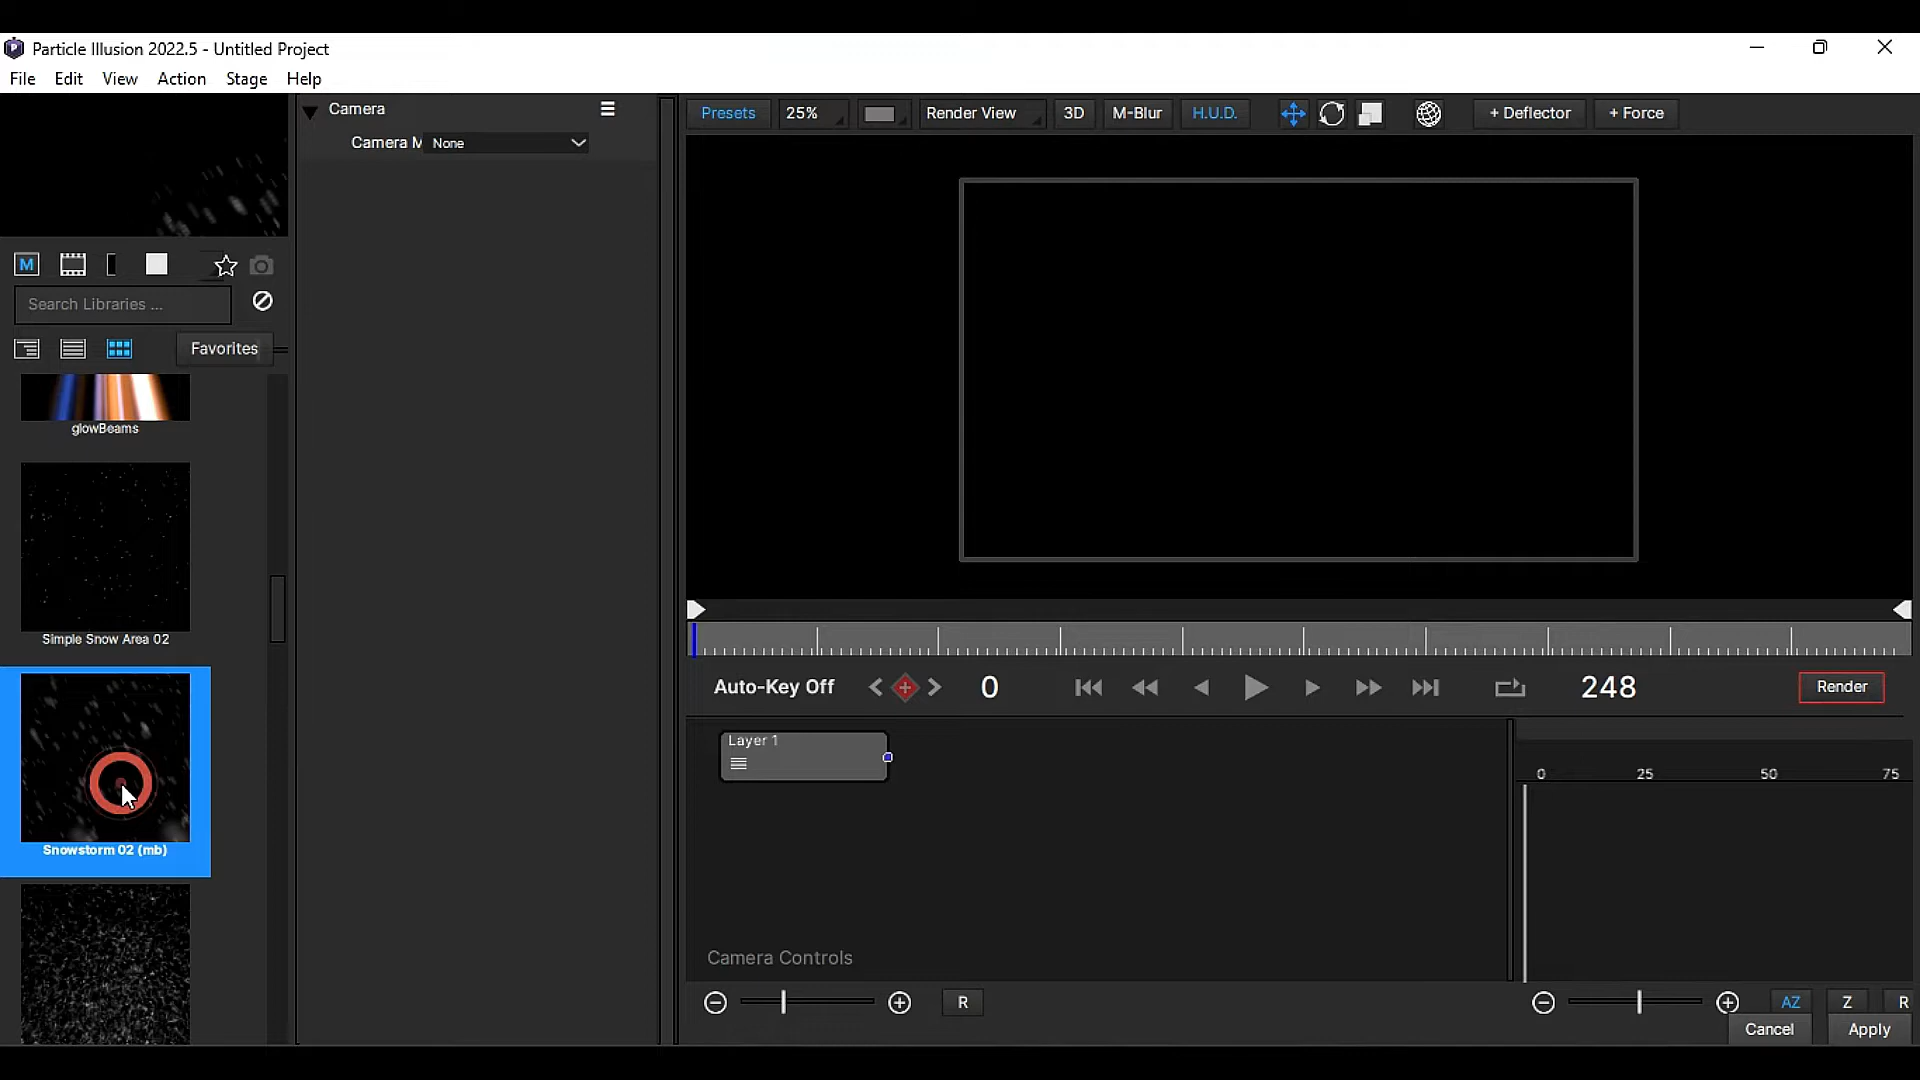 Particle Illusion 2022.5 - Untitled Project
File Edit View Action Stage Help
Camera
Camera M None
Presets 25% Render View 3D M-Blur H.U.D. + Deflector + Force
M
Search Libraries ...
Favorites
glowBeams
Simple Snow Area 02
Snowstorm 02 (mb)
Auto-Key Off 0 248 Render
Layer 1
0 25 50 75
Camera Controls
R AZ Z R
Cancel Apply